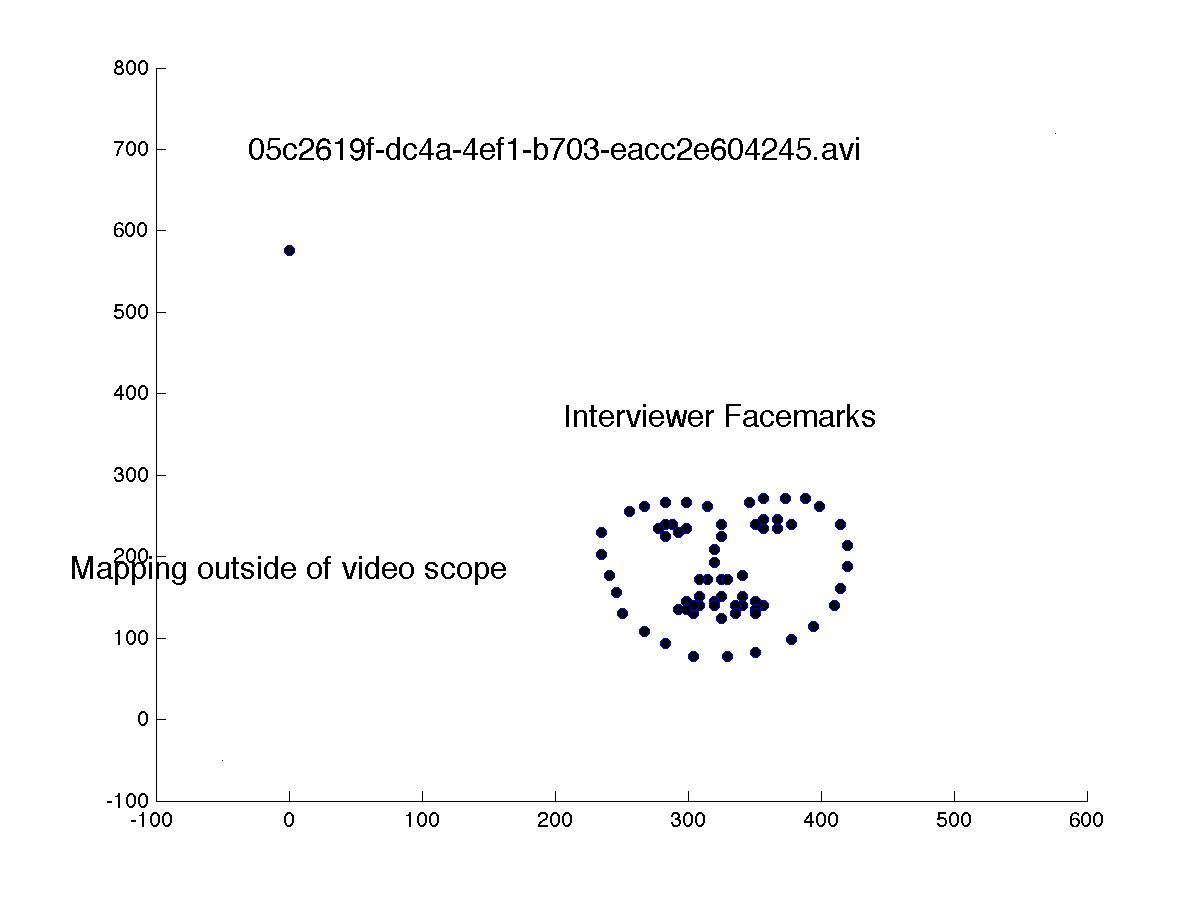 800
700
05c2619f-dc4a-4ef1-b703-eacc2e604245.avi
600
500
400
Interviewer Facemarks
300
200
Mapping outside of video scope
100
0
-100
-100 0 100 200 300 400 500 600